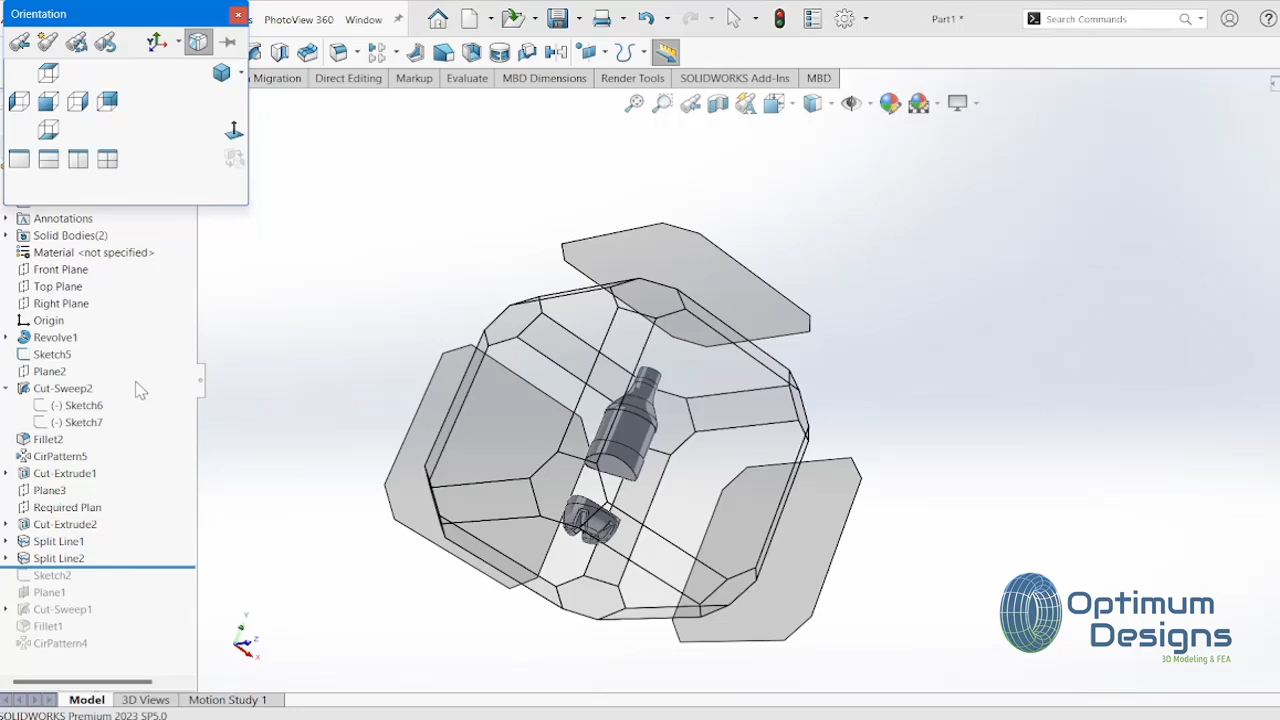 Orientation
PhotoView 360
Window
Part1 *
Search Commands
Migration
Direct Editing
Markup
Evaluate
MBD Dimensions
Render Tools
SOLIDWORKS Add-Ins
MBD
Annotations
Solid Bodies(2)
Material <not specified>
Front Plane
Top Plane
Right Plane
Origin
Revolve1
Sketch5
Plane2
Cut-Sweep2
(-) Sketch6
(-) Sketch7
Fillet2
CirPattern5
Cut-Extrude1
Plane3
Required Plan
Cut-Extrude2
Split Line1
Split Line2
Sketch2
Plane1
Cut-Sweep1
Fillet1
CirPattern4
Y
Z
X
Optimum
Designs
3D Modeling & FEA
Model
3D Views
Motion Study 1
SOLIDWORKS Premium 2023 SP5.0